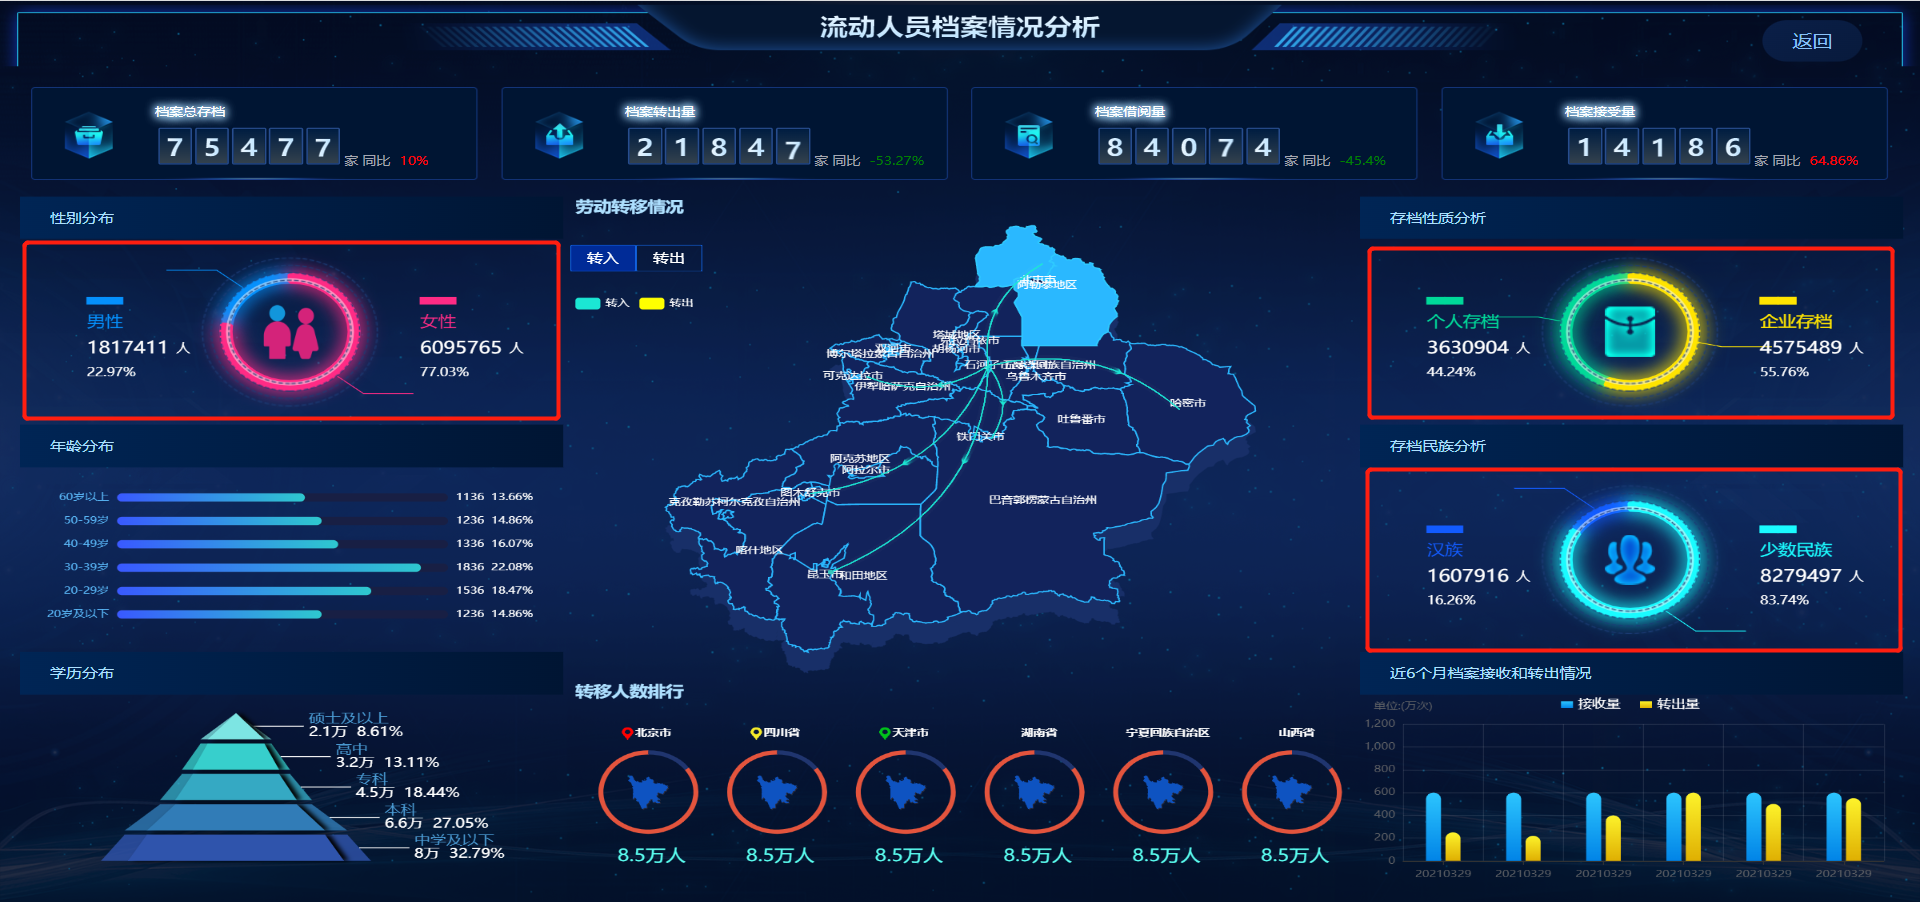 流动人员档案情况分析
返回
档案总存档
7 5 4 7 7 家 同比 10%
档案转出量
2 1 8 4 7 家 同比 -53.27%
档案借阅量
8 4 0 7 4 家 同比 -45.4%
档案接受量
1 4 1 8 6 家 同比 64.86%
性别分布
男性
1817411 人
22.97%
女性
6095765 人
77.03%
年龄分布
60岁以上 1136 13.66%
50-59岁 1236 14.86%
40-49岁 1336 16.07%
30-39岁 1836 22.08%
20-29岁 1536 18.47%
20岁及以下 1236 14.86%
学历分布
硕士及以上
2.1万 8.61%
高中
3.2万 13.11%
专科
4.5万 18.44%
本科
6.6万 27.05%
中学及以下
8万 32.79%
劳动转移情况
转入 转出
转入 转出
阿勒泰地区
塔城地区
胡杨河市
双河市
博尔塔拉蒙古自治州
可克达拉市
伊犁哈萨克自治州
石河子市
乌鲁木齐市
哈密市
吐鲁番市
铁门关市
阿克苏地区
阿拉尔市
图木舒克市
克孜勒苏柯尔克孜自治州
巴音郭楞蒙古自治州
喀什地区
昆玉市
和田地区
转移人数排行
北京市
8.5万人
四川省
8.5万人
天津市
8.5万人
湖南省
8.5万人
宁夏回族自治区
8.5万人
山西省
8.5万人
存档性质分析
个人存档
3630904 人
44.24%
企业存档
4575489 人
55.76%
存档民族分析
汉族
1607916 人
16.26%
少数民族
8279497 人
83.74%
近6个月档案接收和转出情况
单位:(万次)
接收量 转出量
1,200
1,000
800
600
400
200
0
20210329 20210329 20210329 20210329 20210329 20210329